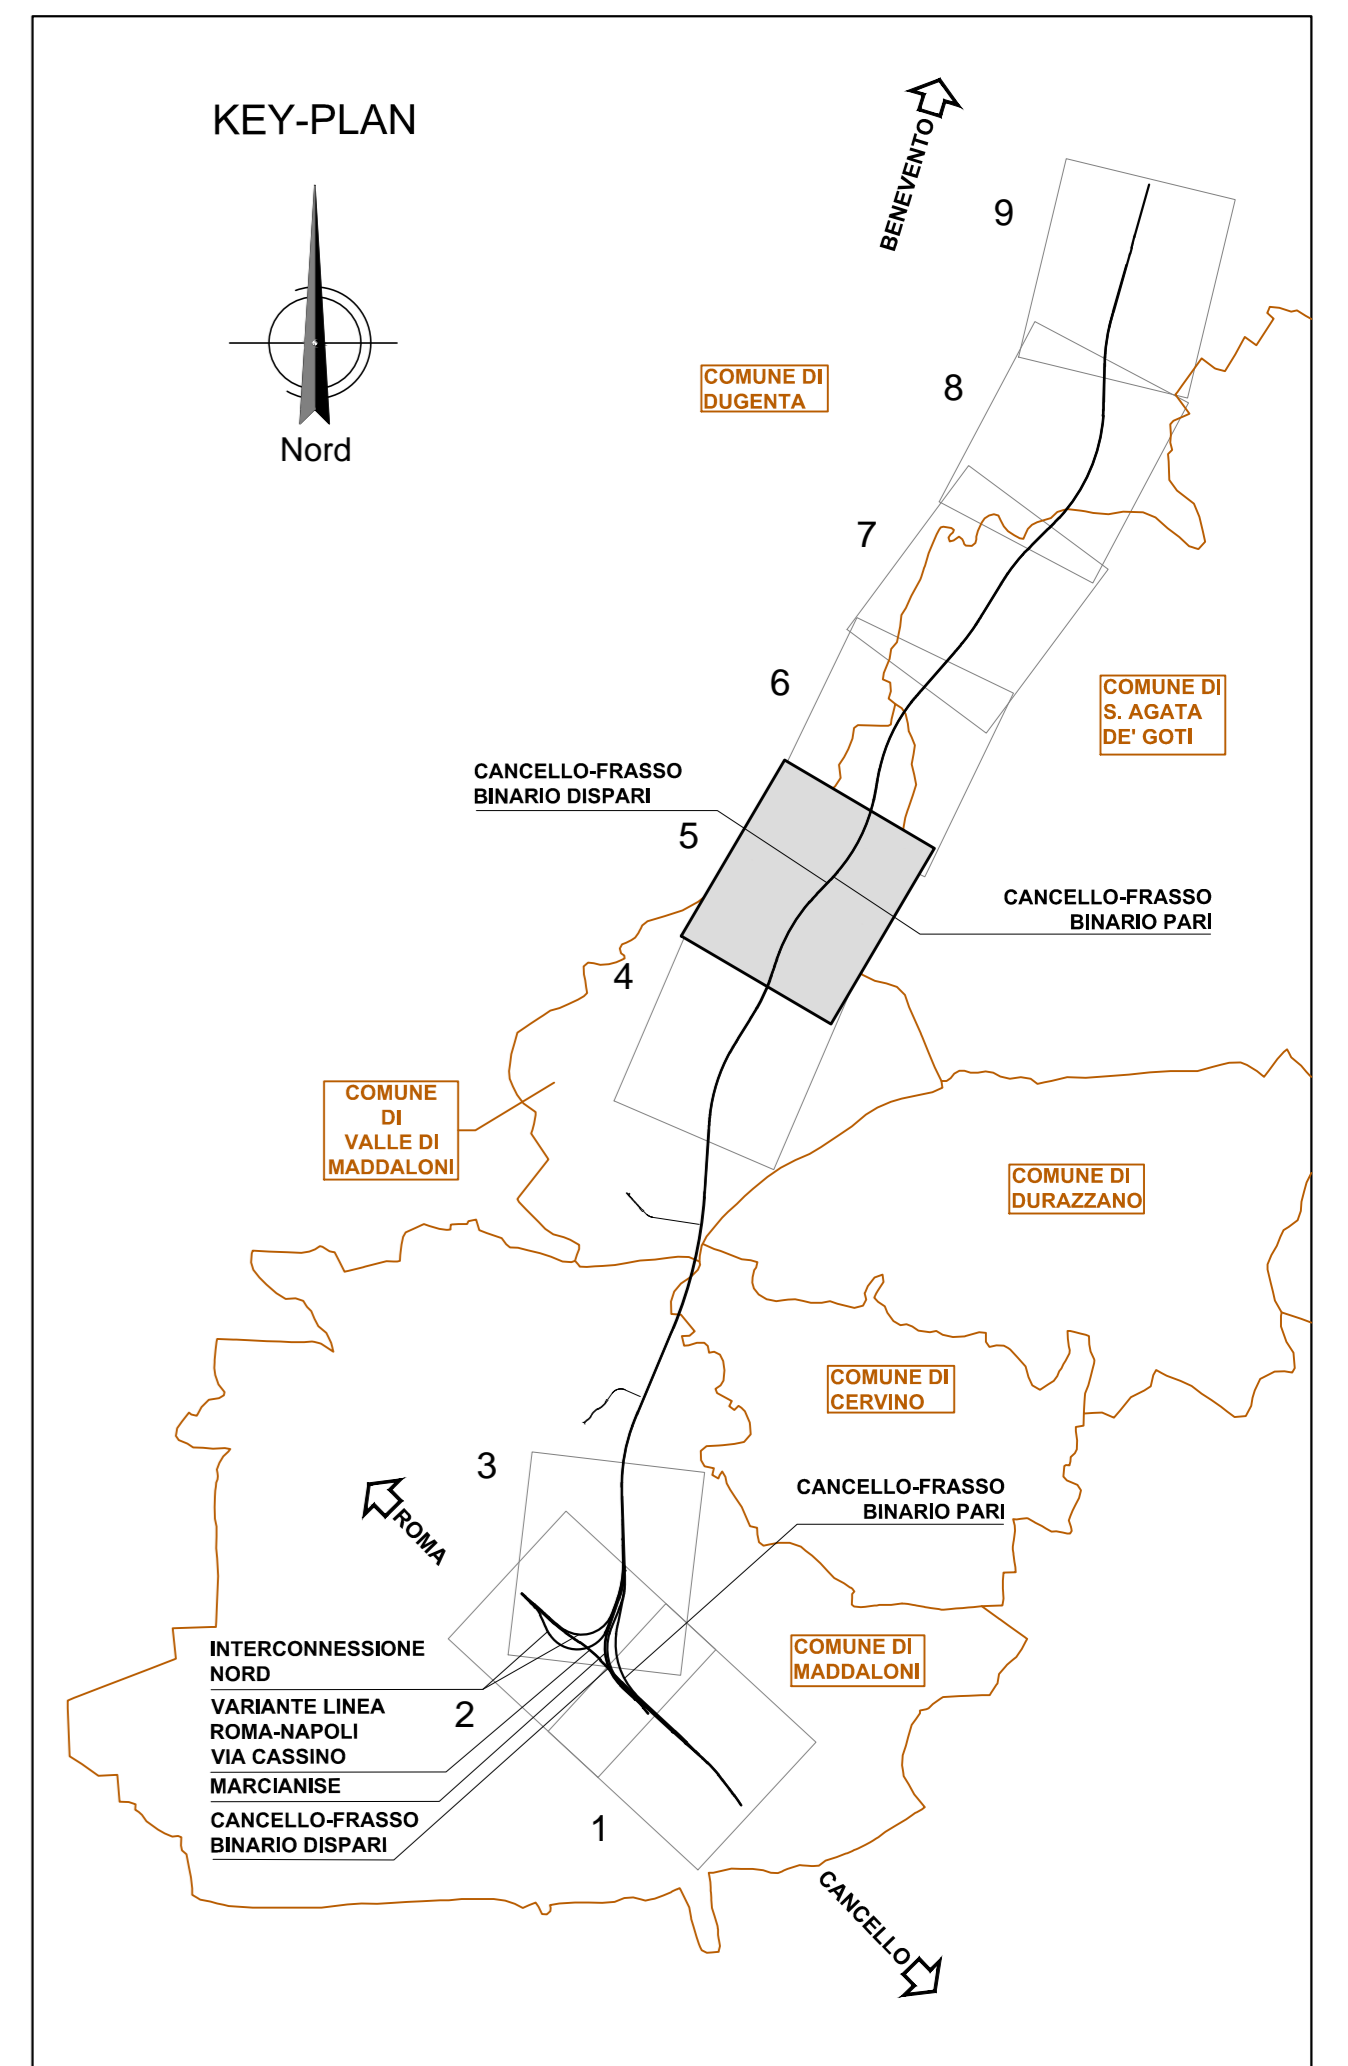 KEY-PLAN
Nord
BENEVENTO
9
8
COMUNE DI
DUGENTA
7
6
COMUNE DI
S. AGATA
DE' GOTI
CANCELLO-FRASSO
BINARIO DISPARI
5
CANCELLO-FRASSO
BINARIO PARI
4
COMUNE
DI
VALLE DI
MADDALONI
COMUNE DI
DURAZZANO
COMUNE DI
CERVINO
3
CANCELLO-FRASSO
BINARIO PARI
ROMA
INTERCONNESSIONE
NORD
COMUNE DI
MADDALONI
VARIANTE LINEA
ROMA-NAPOLI
VIA CASSINO
2
MARCIANISE
CANCELLO-FRASSO
BINARIO DISPARI
1
CANCELLO